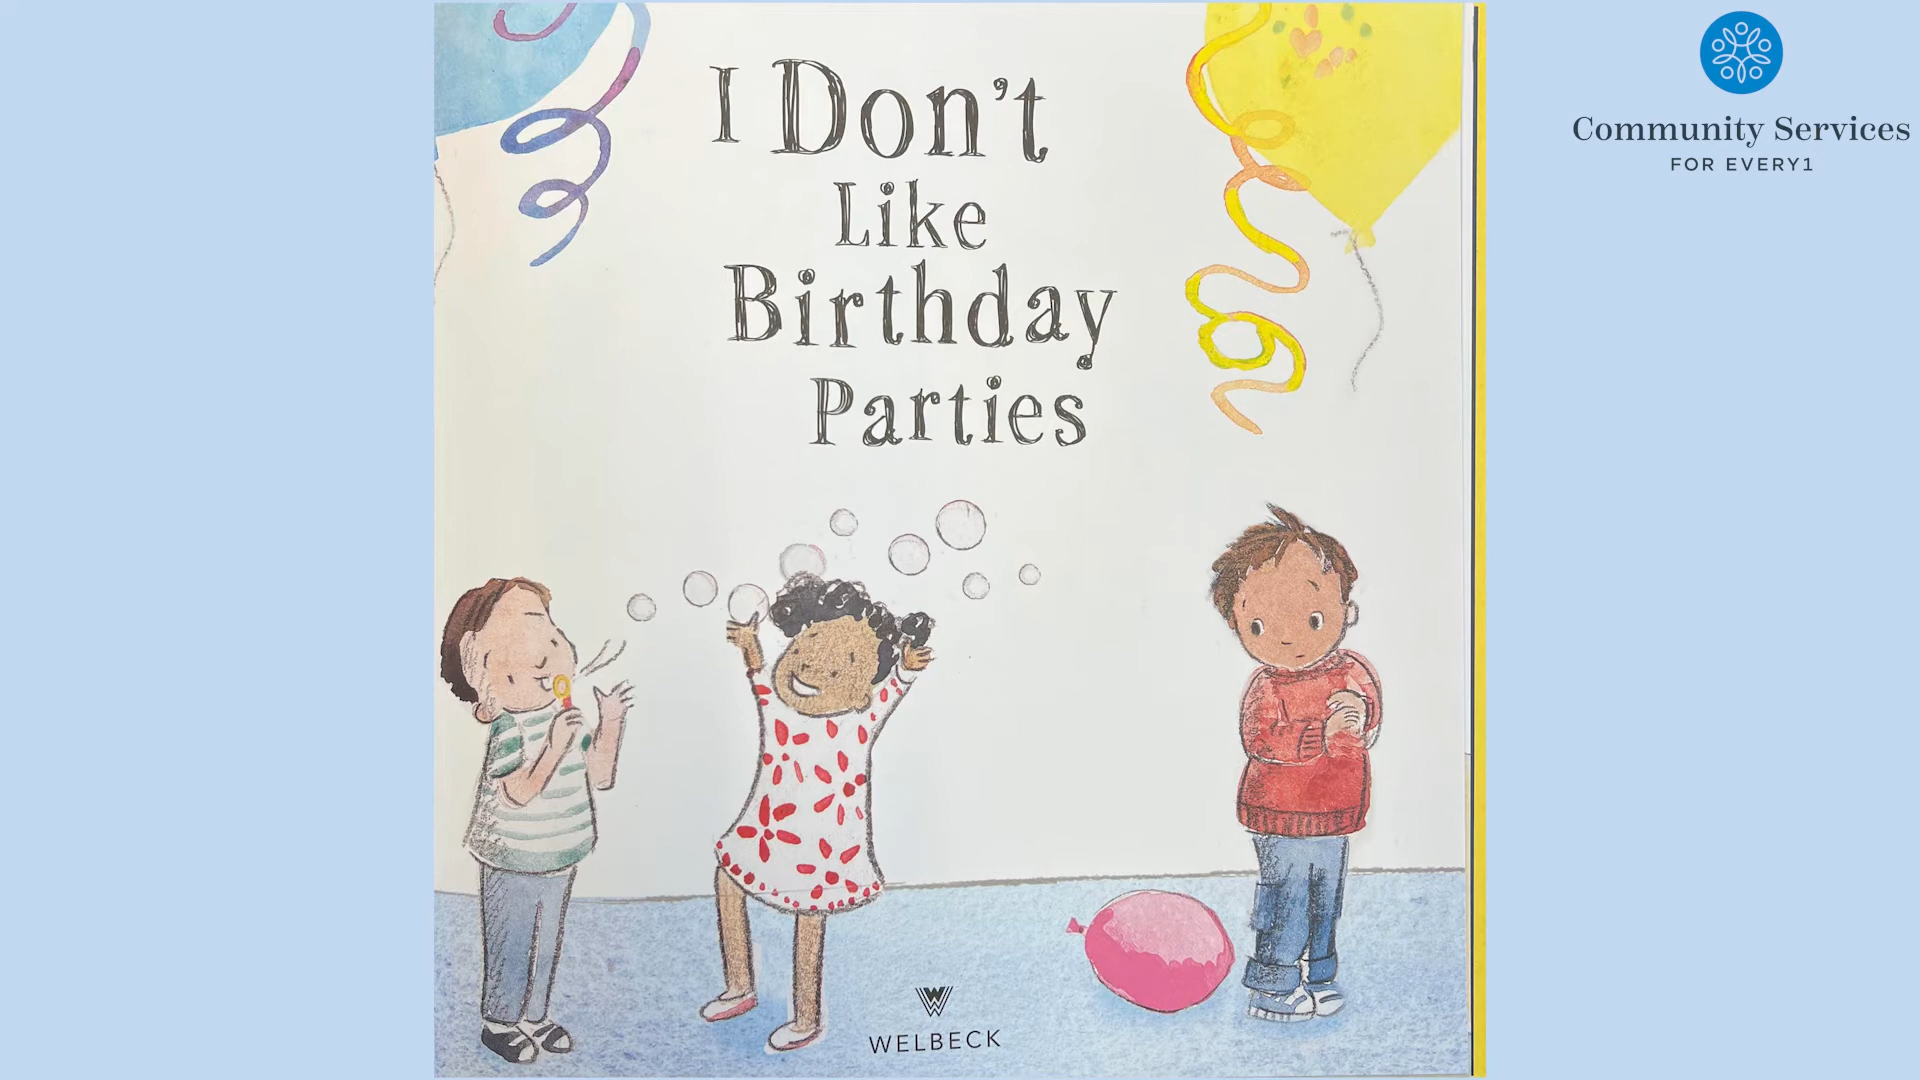 I Don't
Like
Birthday
Parties
WELBECK
Community Services
FOR EVERY1